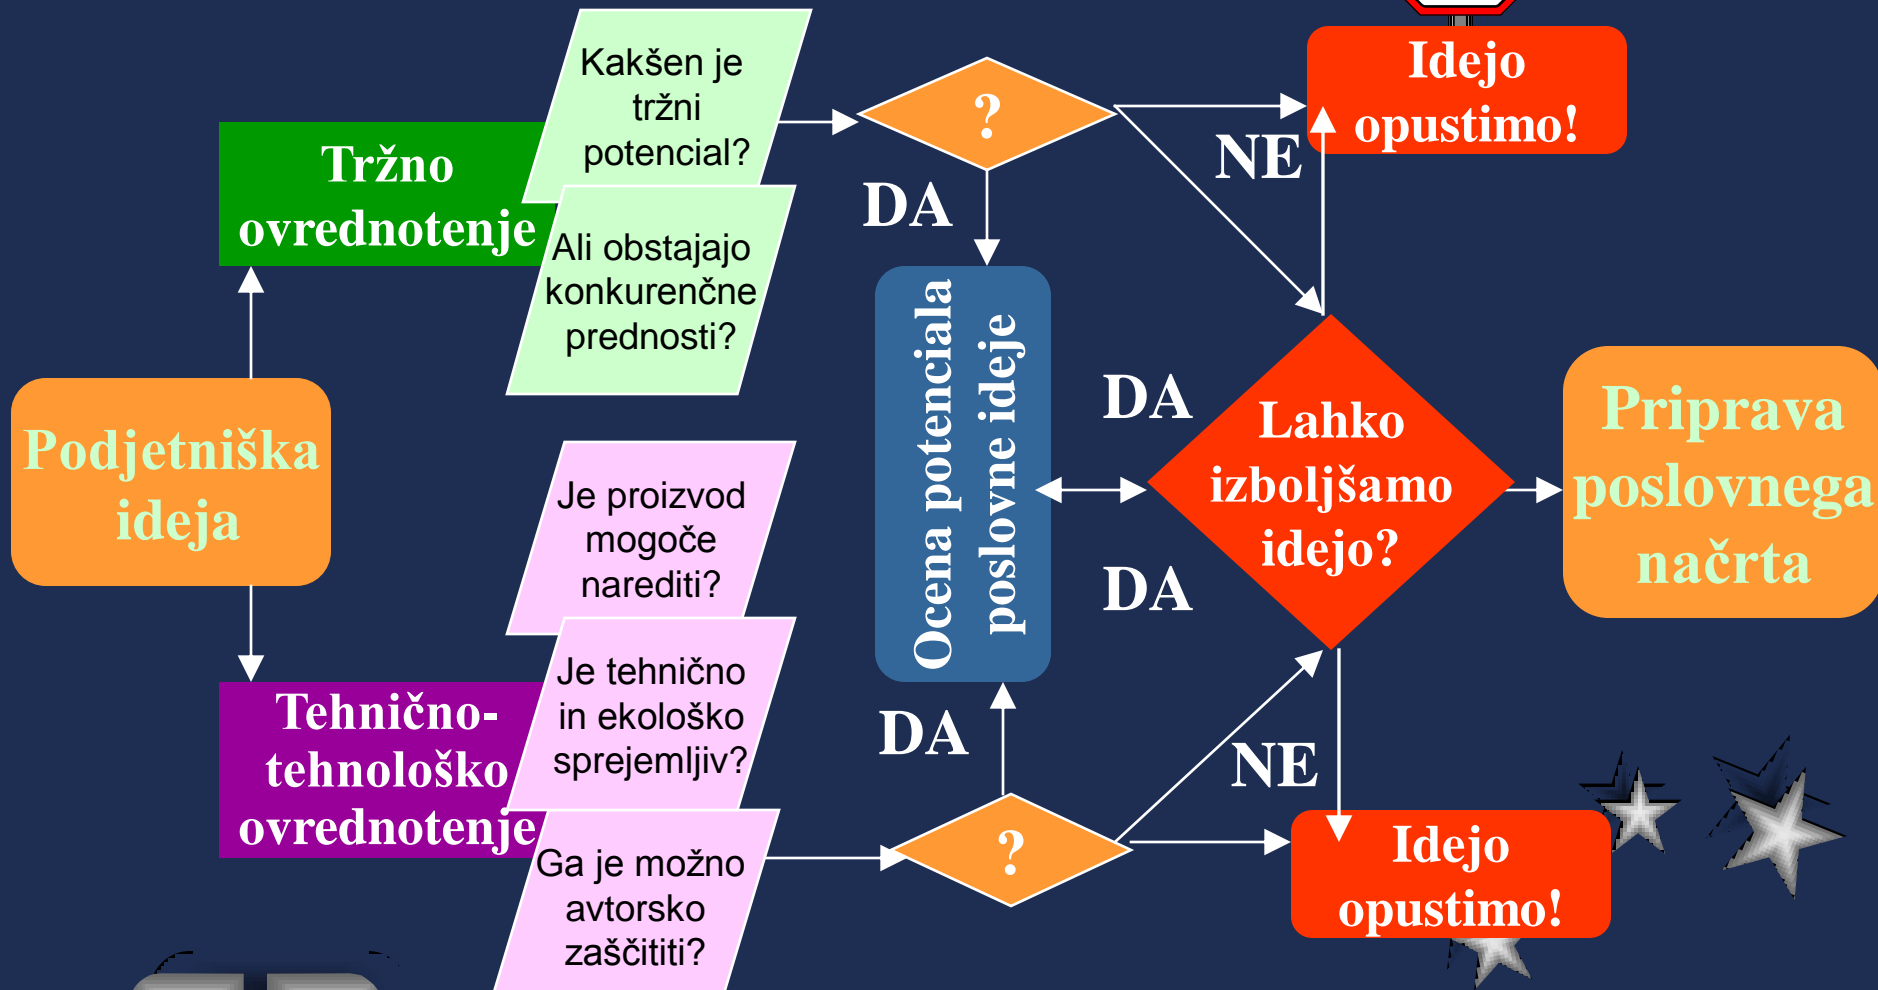 Podjetniška
ideja
Tržno
ovrednotenje
Kakšen je
tržni
potencial?
Ali obstajajo
konkurenčne
prednosti?
Tehnično-
tehnološko
ovrednotenje
Je proizvod
mogoče
narediti?
Je tehnično
in ekološko
sprejemljiv?
Ga je možno
avtorsko
zaščititi?
?
DA
NE
Idejo
opustimo!
Ocena potenciala
poslovne ideje
DA
Lahko
izboljšamo
idejo?
DA
Priprava
poslovnega
načrta
DA
?
NE
Idejo
opustimo!